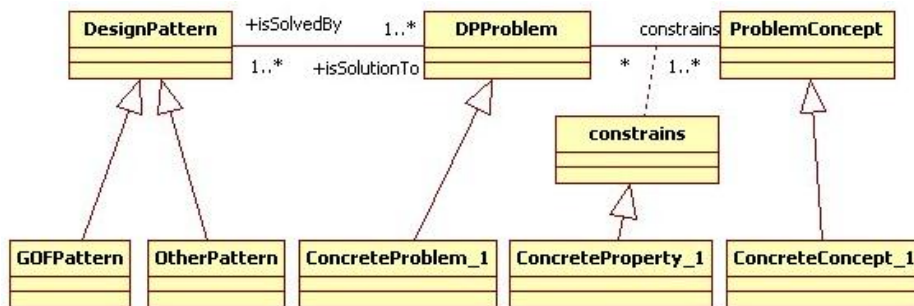 DesignPattern
+isSolvedBy
1..*
DPProblem
constrains
ProblemConcept
1..*
+isSolutionTo
*
1..*
constrains
GOFPattern
OtherPattern
ConcreteProblem_1
ConcreteProperty_1
ConcreteConcept_1